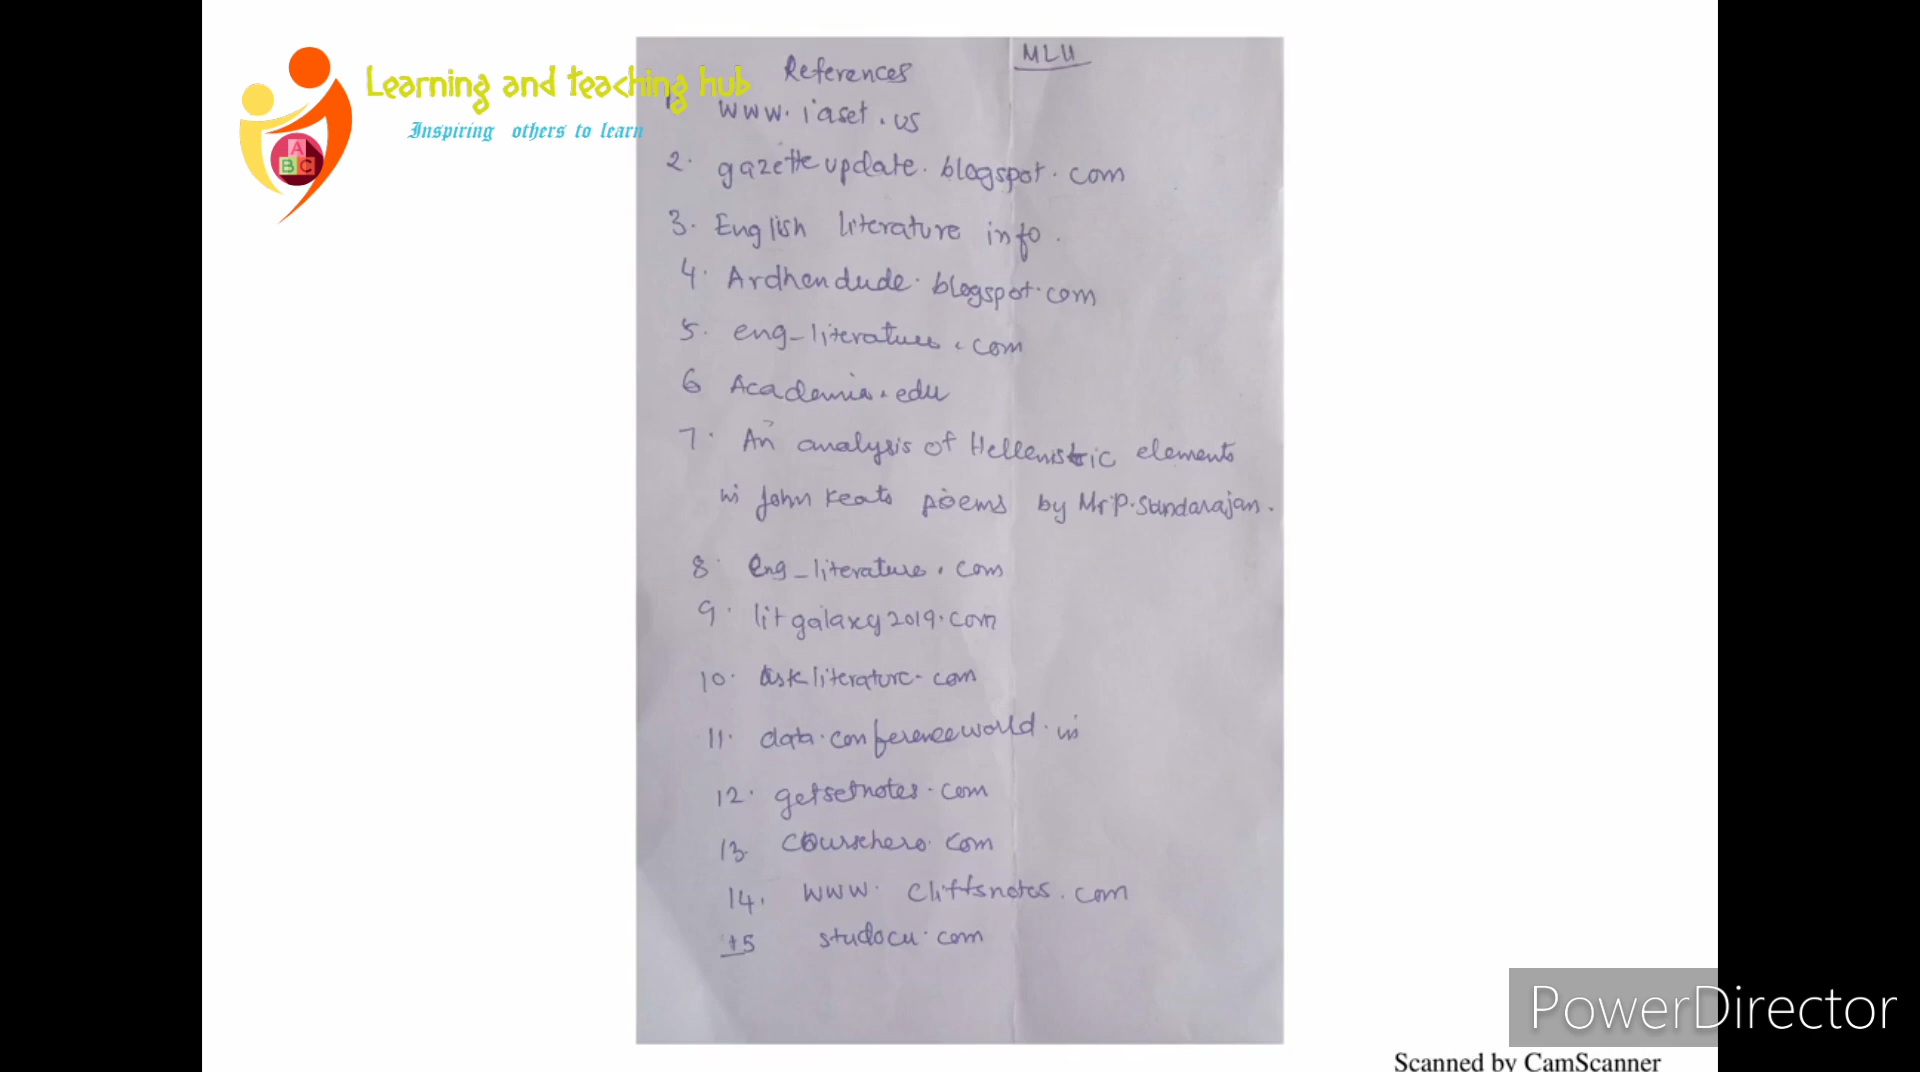 Learning and teaching hub
Inspiring others to learn
A
B C
MLU
References
1. www.iaset.us
2. gazetteupdate.blogspot.com
3. English literature info.
4. Ardhendude.blogspot.com
5. eng_literature.com
6 Academia.edu
7. An analysis of Hellenistic elements
in John Keats poems by Mr P. Sundarajan.
8. eng_literature.com
9. litgalaxy2019.com
10. askliterature.com
11. data.conferenceworld.in
12. getsetnotes.com
13. coursehero.com
14. www.cliffsnotes.com
15 studocu.com
PowerDirector
Scanned by CamScanner